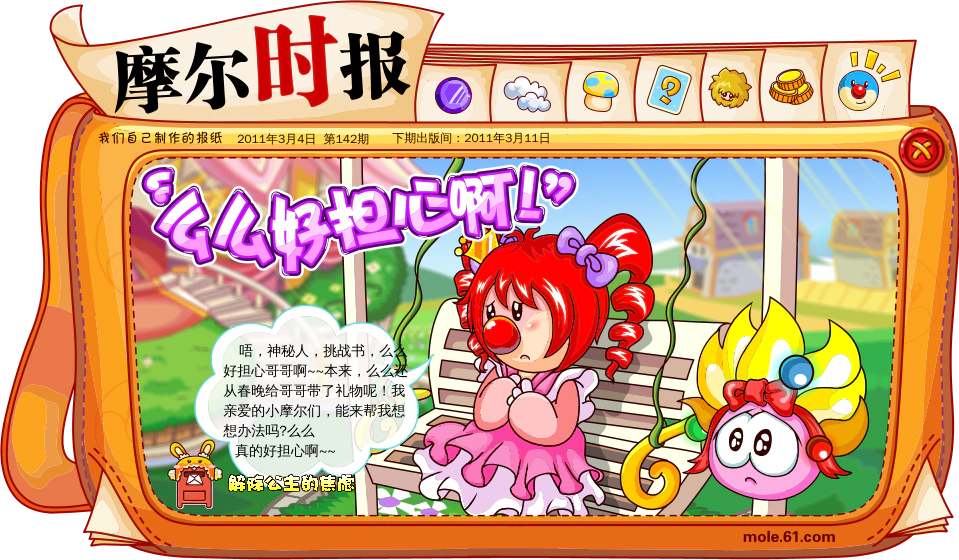 摩尔时报
我们自己制作的报纸 2011年3月4日 第142期 下期出版间：2011年3月11日
“么么好担心啊！”
唔，神秘人，挑战书，么么
好担心哥哥啊~~本来，么么还
从春晚给哥哥带了礼物呢！我
亲爱的小摩尔们，能来帮我想
想办法吗?么么
真的好担心啊~~
解除公主的焦虑
mole.61.com